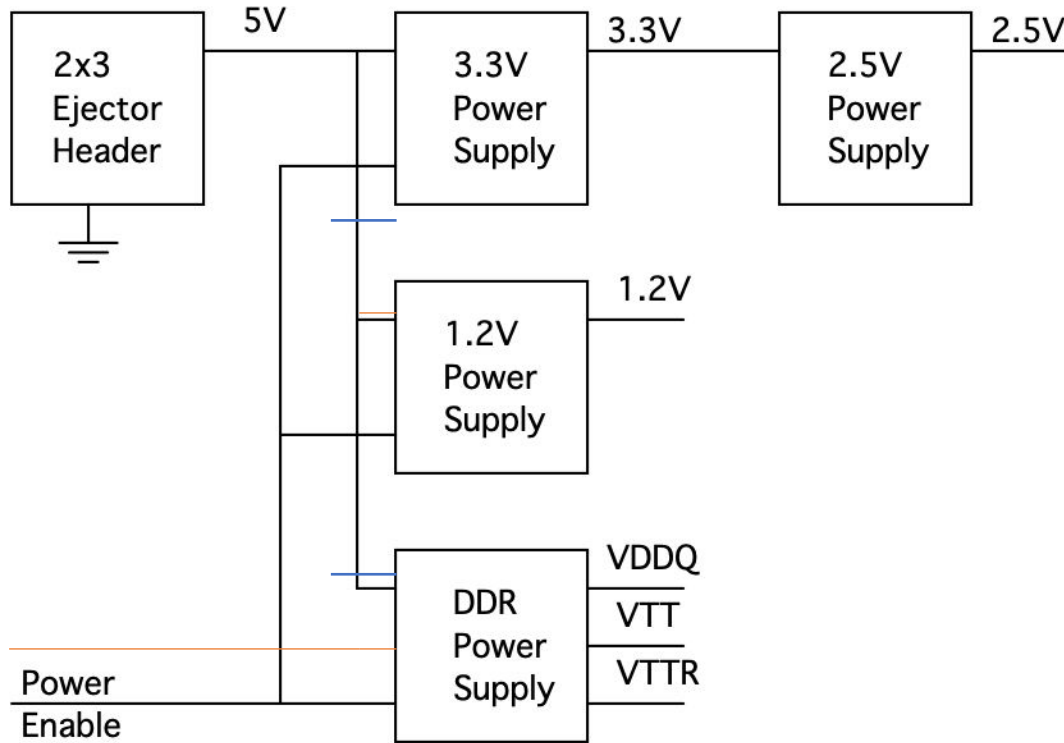 5V
2x3
Ejector
Header
3.3V
Power
Supply
3.3V
2.5V
Power
Supply
2.5V
1.2V
Power
Supply
1.2V
DDR
Power
Supply
VDDQ
VTT
VTTR
Power
Enable